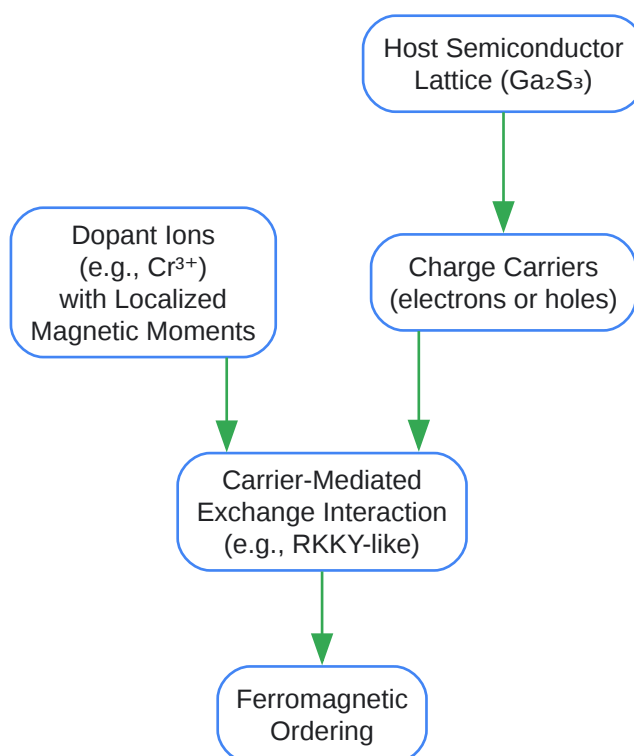 Host Semiconductor
Lattice (Ga₂S₃)
Dopant Ions
(e.g., Cr³⁺)
with Localized
Magnetic Moments
Charge Carriers
(electrons or holes)
Carrier-Mediated
Exchange Interaction
(e.g., RKKY-like)
Ferromagnetic
Ordering